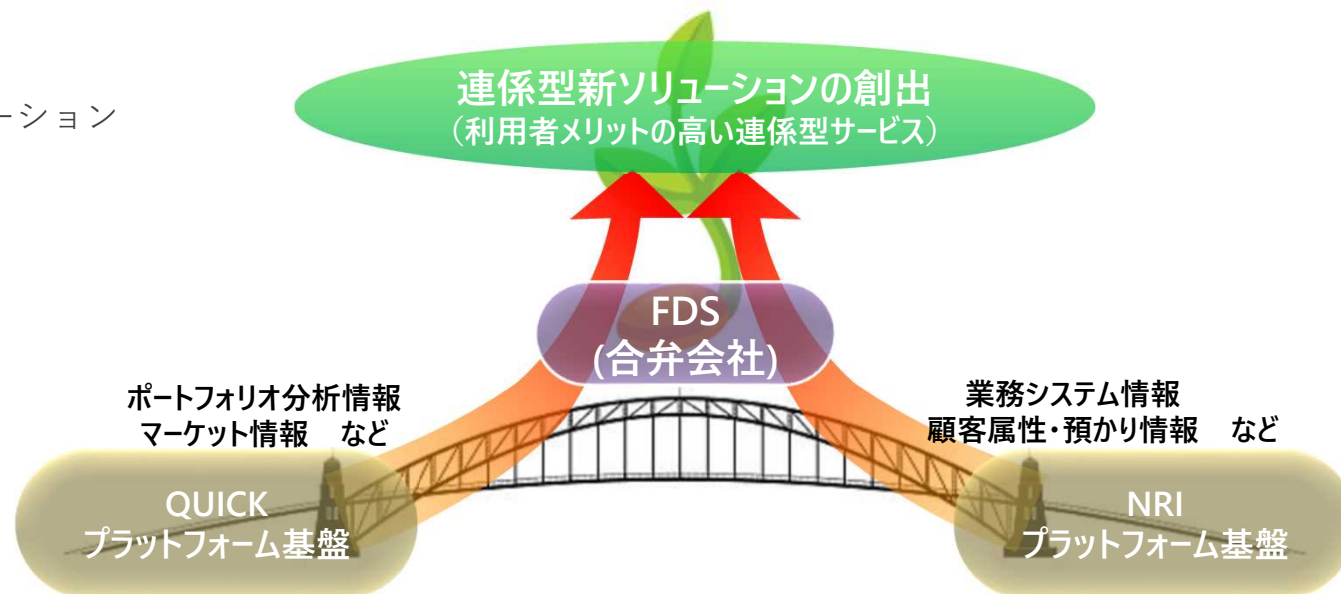 連係型新ソリューションの創出
(利用者メリットの高い連係型サービス)
ーション
FDS
(合弁会社)
ポートフォリオ分析情報
マーケット情報　など
業務システム情報
顧客属性・預かり情報　など
QUICK
プラットフォーム基盤
NRI
プラットフォーム基盤